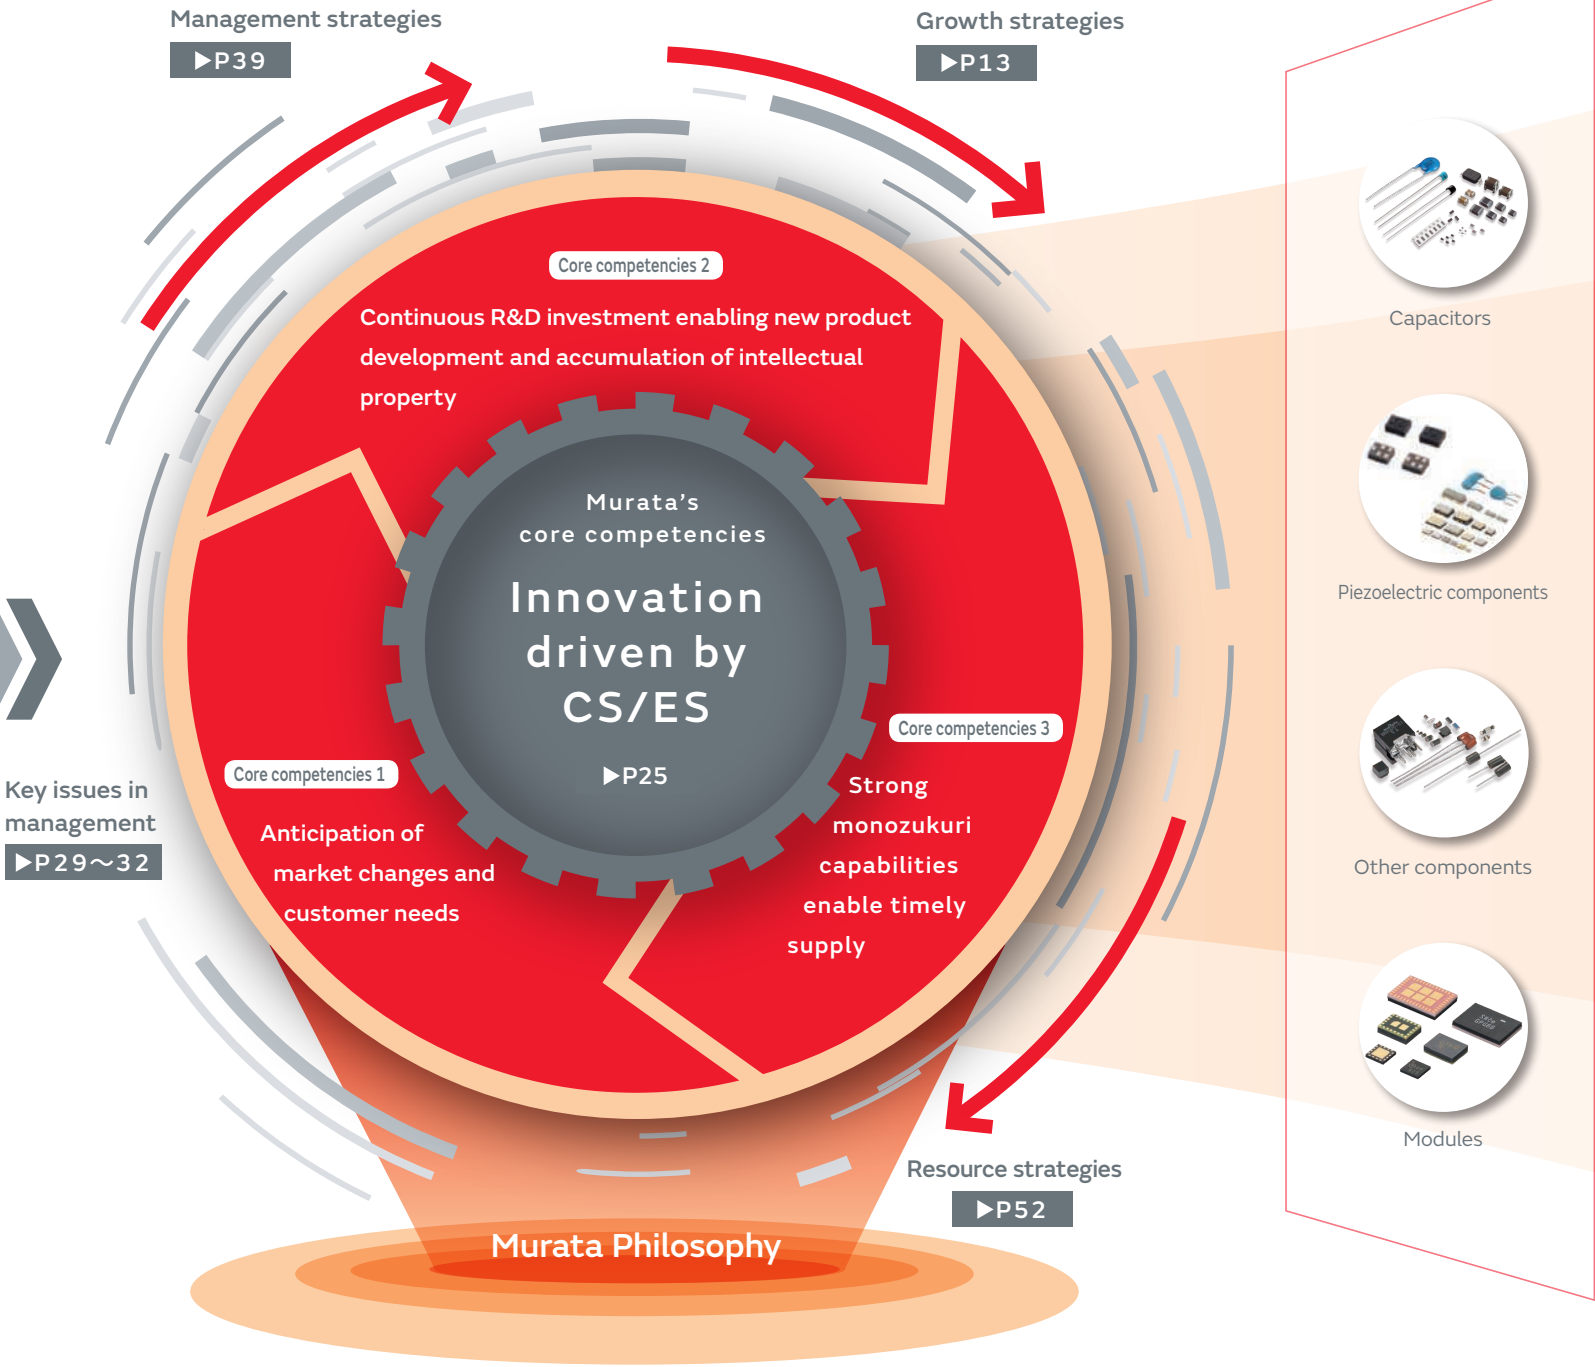 Management strategies
▶P39
Growth strategies
▶P13
Core competencies 2
Continuous R&D investment enabling new product
development and accumulation of intellectual
property
Murata's
core competencies
Innovation
driven by
CS/ES
▶P25
Core competencies 1
Anticipation of
market changes and
customer needs
Core competencies 3
Strong
monozukuri
capabilities
enable timely
supply
Key issues in
management
▶P29～32
Resource strategies
▶P52
Murata Philosophy
Capacitors
Piezoelectric components
Other components
Modules